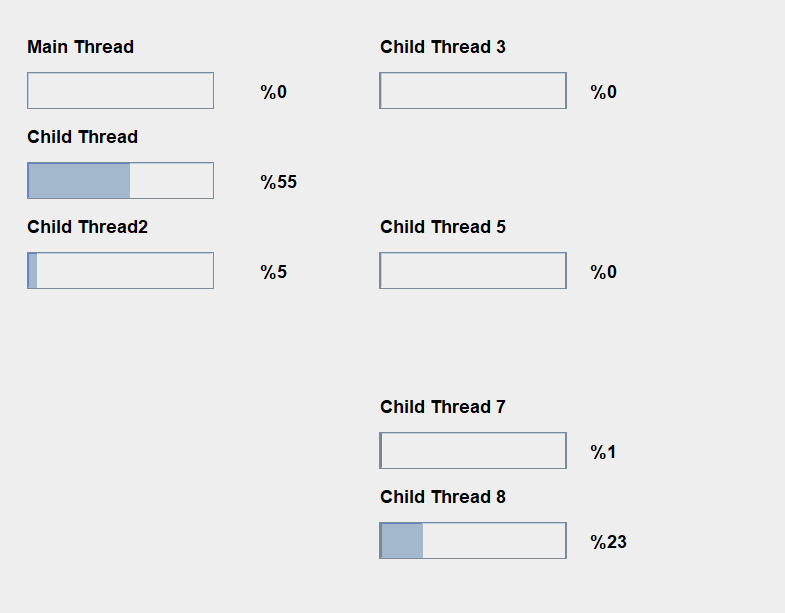 Main Thread
%0
Child Thread
%55
Child Thread2
%5
Child Thread 3
%0
Child Thread 5
%0
Child Thread 7
%1
Child Thread 8
%23